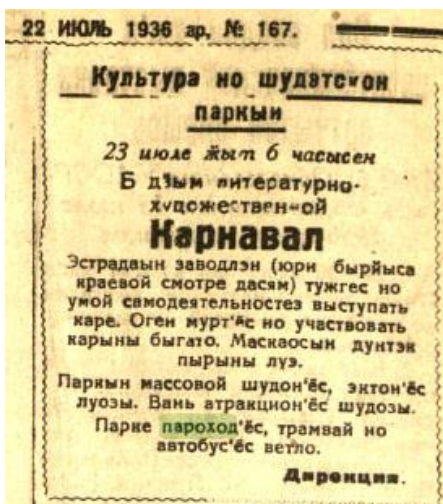 22 ИЮЛЬ 1936 ар, № 167.
Культура но шудэтскон
паркын
23 июле жыт 6 часысен
Бадӟым литературно-
художественной
Карнавал
Эстрадаын заводлэн (юри бырйыса
краевой смотре дасям) тужгес но
умой самодеятельностез выступать
каре. Оген мурт'ёс но участвовать
карыны быгато. Маскаосын дунтэк
пырыны луэ.
Паркын массовой шудон'ёс, эктон'ёс
луозы. Вань атракцион'ёс шудозы.
Парке пароход'ёс, трамвай но
автобус'ёс ветло.
Дирекция.